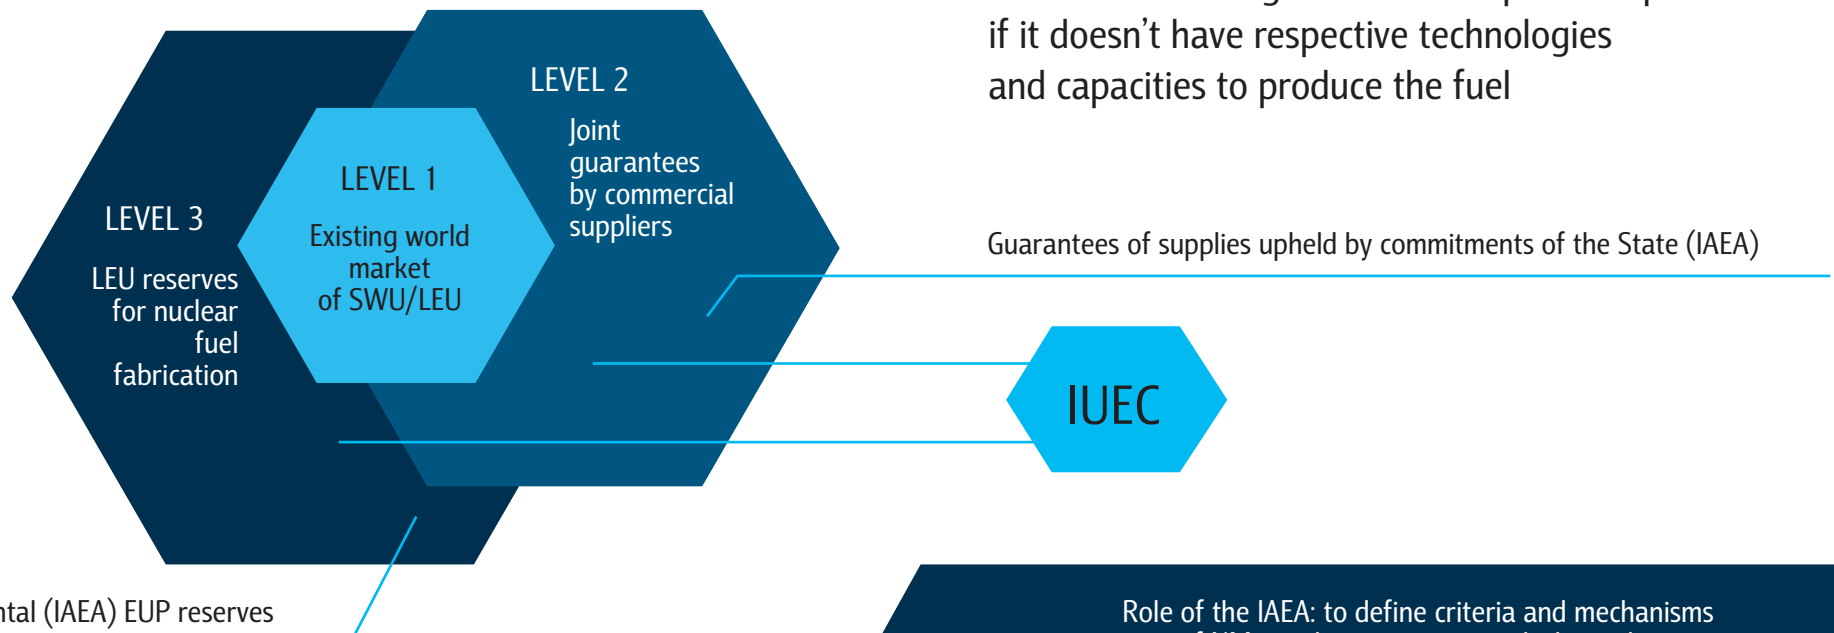 if it doesn't have respective technologies
and capacities to produce the fuel
LEVEL 2
Joint
guarantees
by commercial
suppliers
LEVEL 1
Existing world
market
of SWU/LEU
LEVEL 3
LEU reserves
for nuclear
fuel
fabrication
Guarantees of supplies upheld by commitments of the State (IAEA)
IUEC
(IAEA) EUP reserves
Role of the IAEA: to define criteria and mechanisms